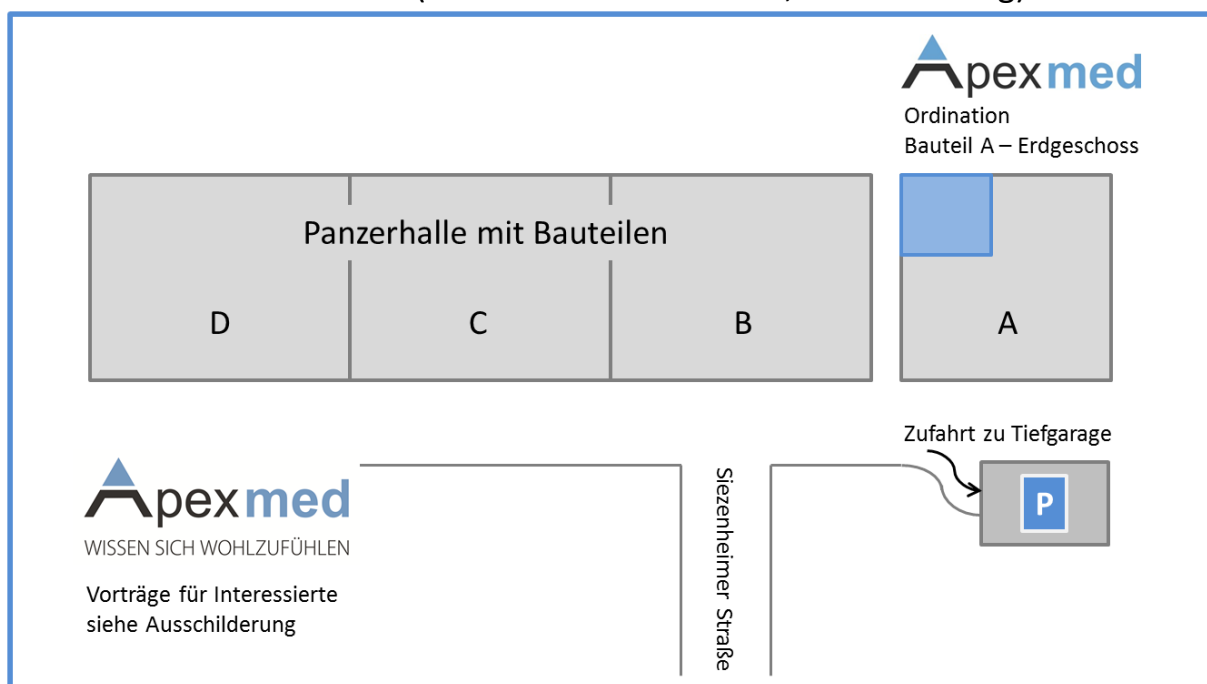 Apexmed
Ordination
Bauteil A – Erdgeschoss
Panzerhalle mit Bauteilen
D
C
B
A
Zufahrt zu Tiefgarage
P
Siezenheimer Straße
Apexmed
WISSEN SICH WOHLZUFÜHLEN
Vorträge für Interessierte
siehe Ausschilderung